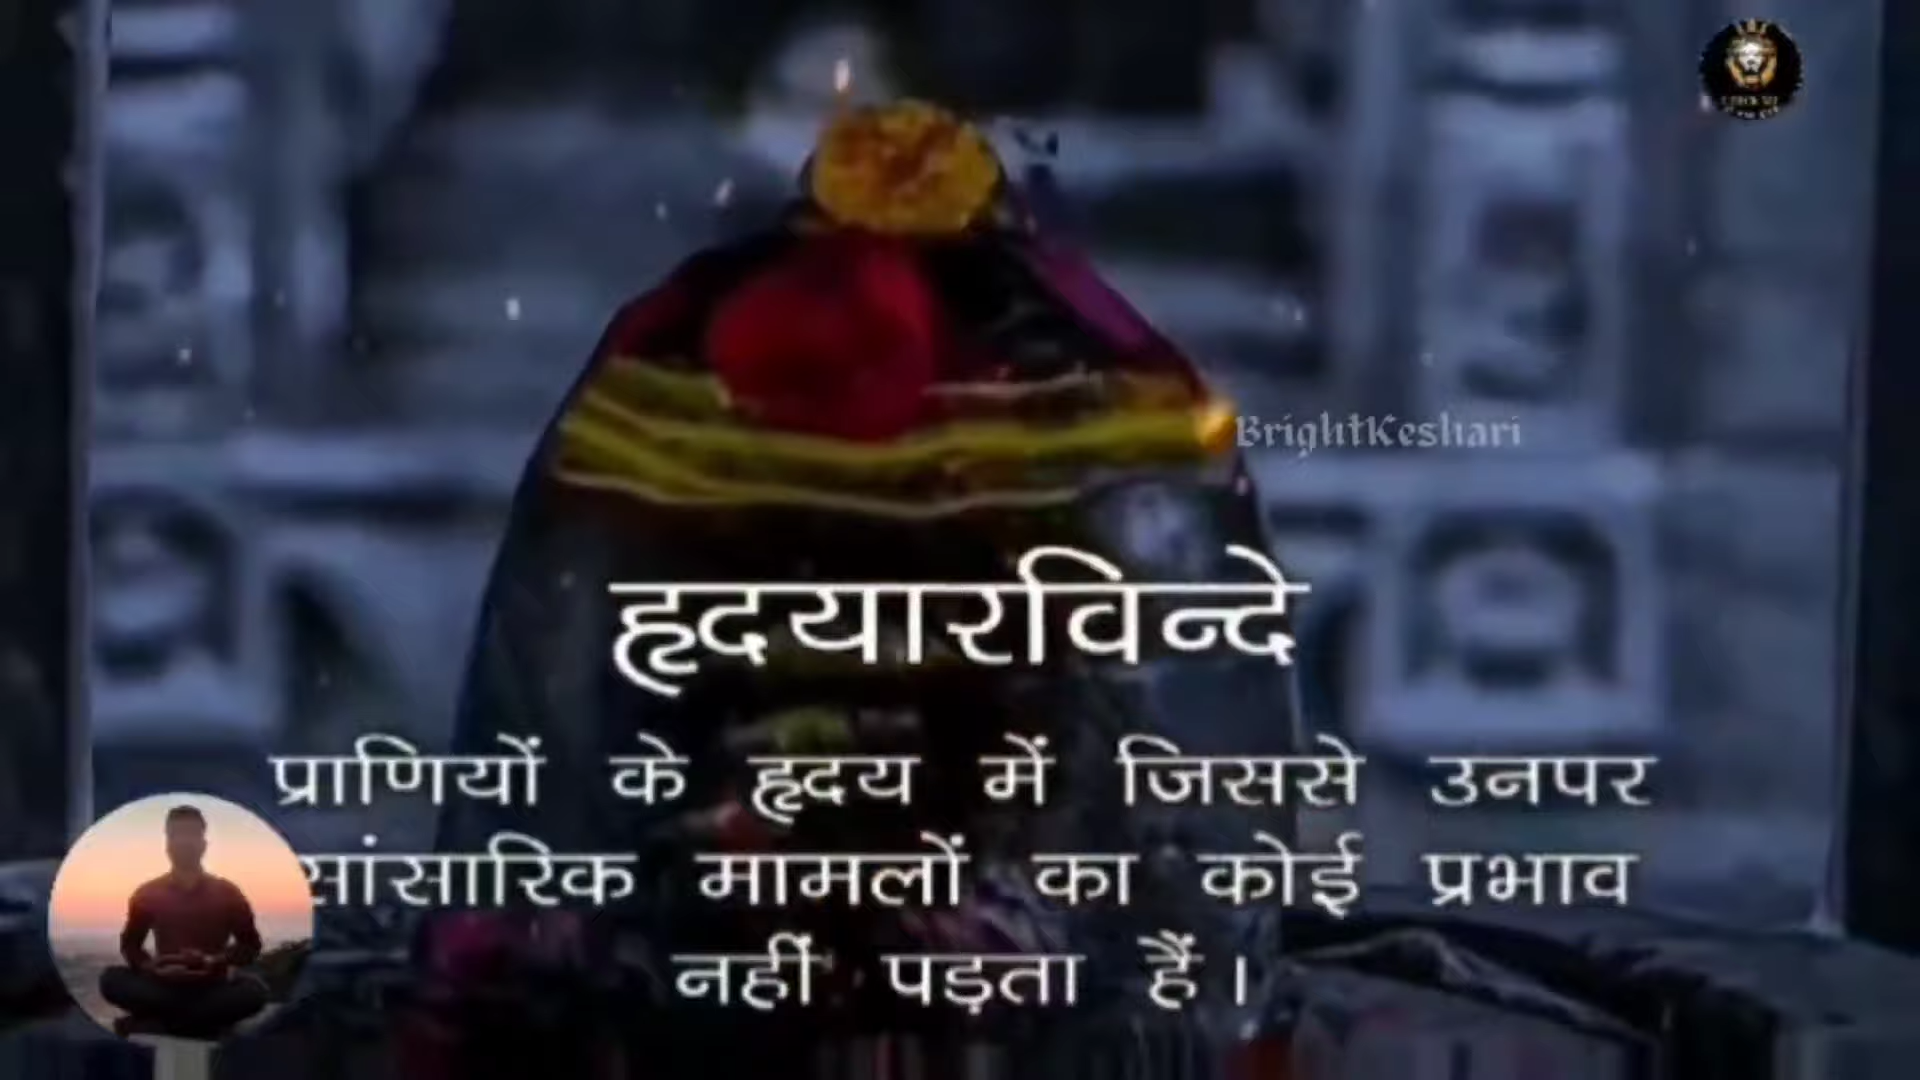 BrightKeshari
हृदयारविन्दे
प्राणियों के हृदय में जिससे उनपर
सांसारिक मामलों का कोई प्रभाव
नहीं पड़ता हैं।